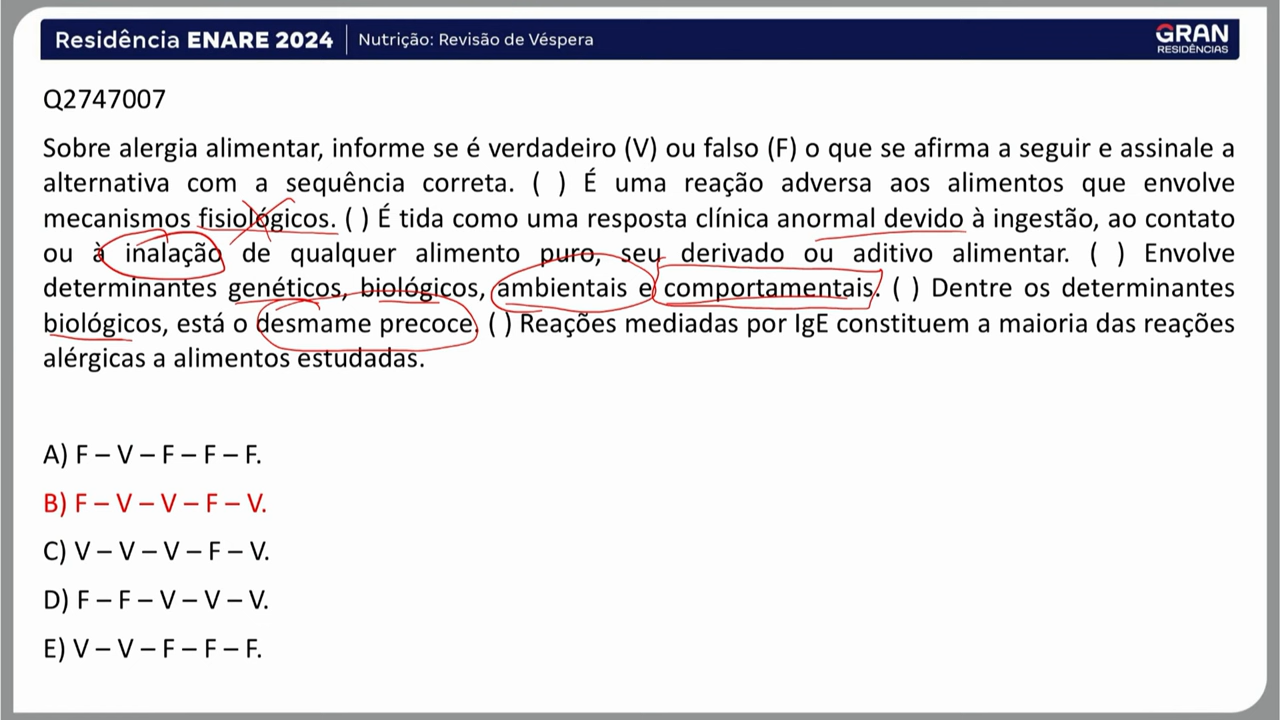 Residência ENARE 2024 | Nutrição: Revisão de Véspera
GRAN
RESIDÊNCIAS
Q2747007
Sobre alergia alimentar, informe se é verdadeiro (V) ou falso (F) o que se afirma a seguir e assinale a
alternativa com a sequência correta. ( ) É uma reação adversa aos alimentos que envolve
mecanismos fisiológicos. ( ) É tida como uma resposta clínica anormal devido à ingestão, ao contato
ou à inalação de qualquer alimento puro, seu derivado ou aditivo alimentar. ( ) Envolve
determinantes genéticos, biológicos, ambientais e comportamentais. ( ) Dentre os determinantes
biológicos, está o desmame precoce. ( ) Reações mediadas por IgE constituem a maioria das reações
alérgicas a alimentos estudadas.
A) F – V – F – F – F.
B) F – V – V – F – V.
C) V – V – V – F – V.
D) F – F – V – V – V.
E) V – V – F – F – F.